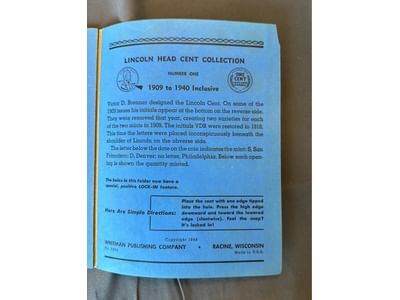 LINCOLN HEAD CENT COLLECTION
NUMBER ONE
ONE
CENT
1909 to 1940 Inclusive
Victor D. Brenner designed the Lincoln Cent. On some of
the 1909 issues his initials appear at the bottom on the reverse side.
They were removed that year, creating two varieties for each
of the two mints in 1909. The initials VDB were restored in 1918.
This time the letters were placed inconspicuously beneath the
shoulder of Lincoln on the obverse side.
The letter below the date on the coin indicates the mint: S, San
Francisco; D, Denver; no letter, Philadelphia. Below each open-
ing is shown the quantity minted.
The holes in this folder now have a
special, positive LOCK-IN feature.
Here Are Simple Directions:
Place the cent with one edge tipped
into the hole. Press the high edge
downward and toward the lowered
edge (clockwise). Feel the snap?
It's locked in!
Copyright
WHITMAN PUBLISHING COMPANY • RACINE, WISCONSIN
No.
Made in U.S.A.